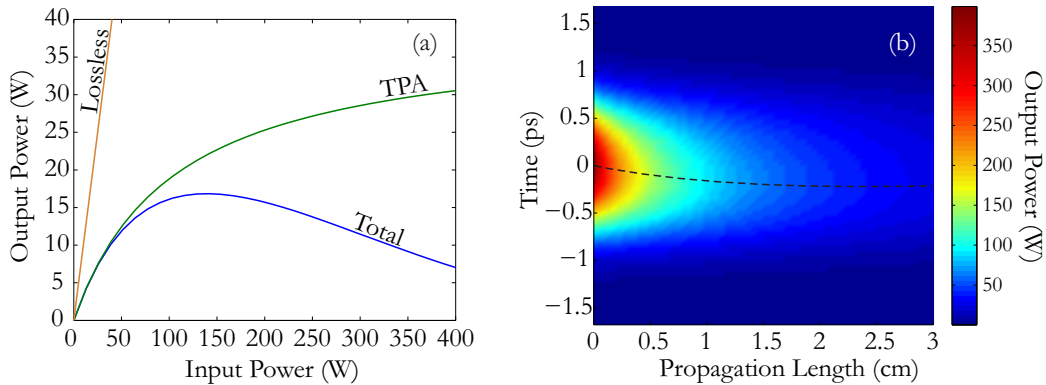 (a)
Output Power (W)
40
35
30
25
20
15
10
5
0
Lossless
TPA
Total
0 50 100 150 200 250 300 350 400
Input Power (W)
(b)
Time (ps)
1.5
1
0.5
0
−0.5
−1
−1.5
0 0.5 1 1.5 2 2.5 3
Propagation Length (cm)
350
300
250
200
150
100
50
Output Power (W)